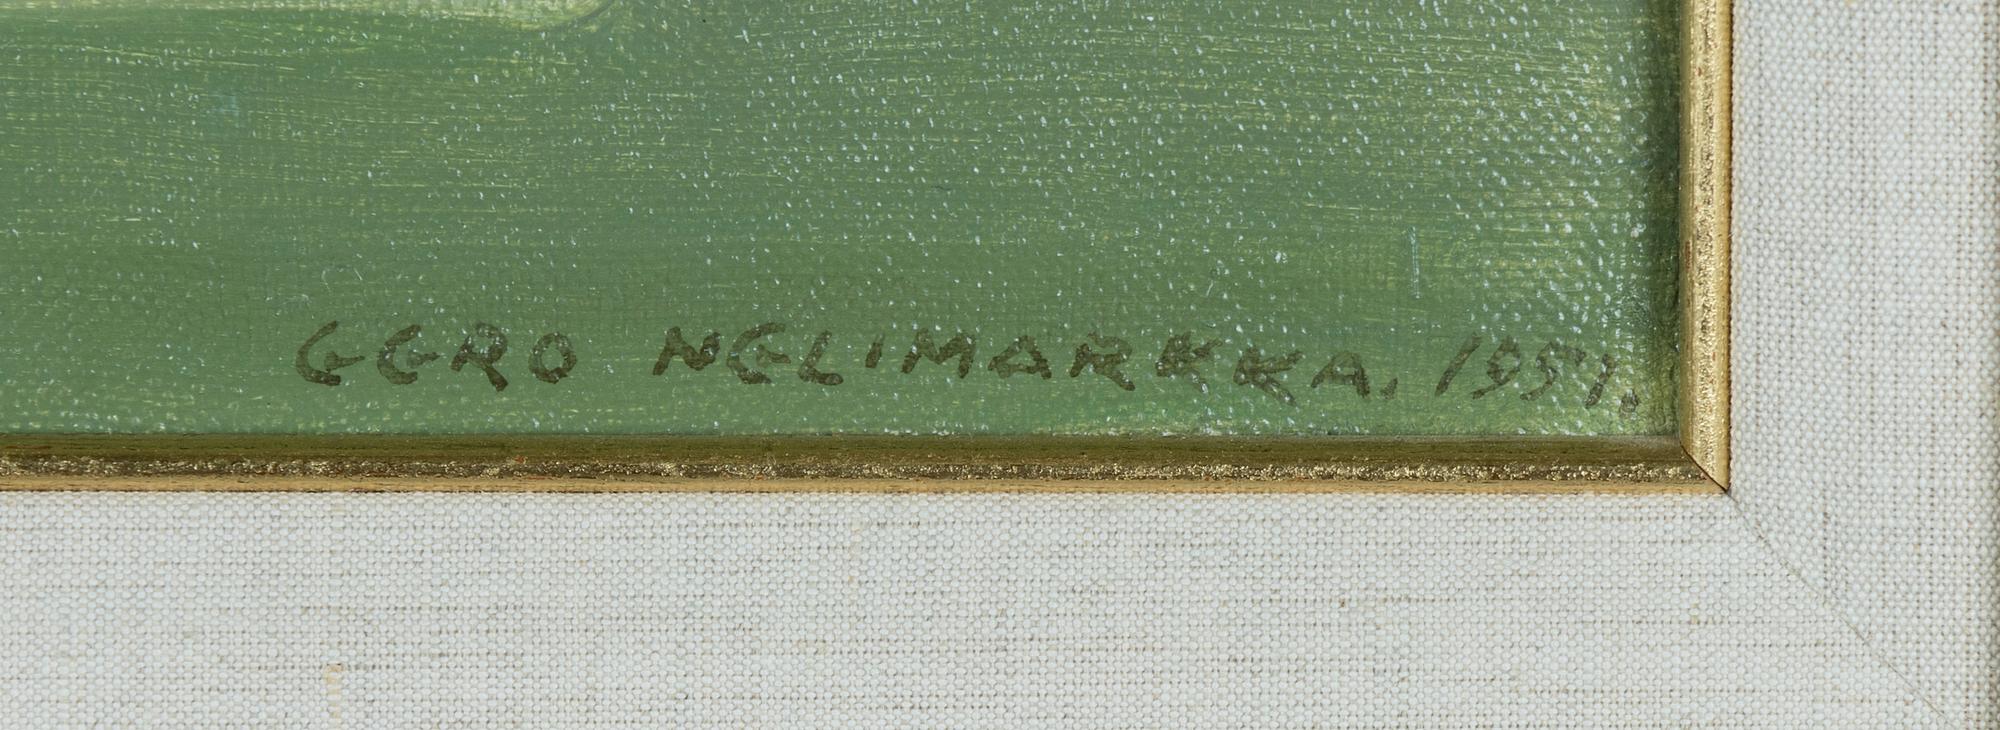 EERO NELIMARKKA. 1951.